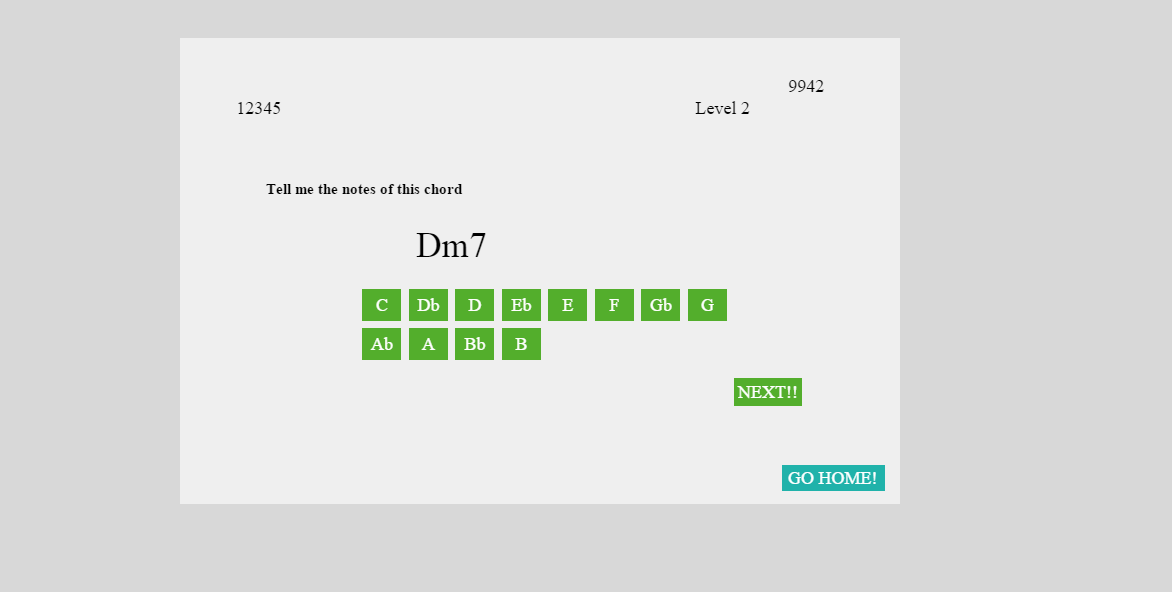 9942
12345 Level 2
Tell me the notes of this chord
Dm7
C Db D Eb E F Gb G
Ab A Bb B
NEXT!!
GO HOME!